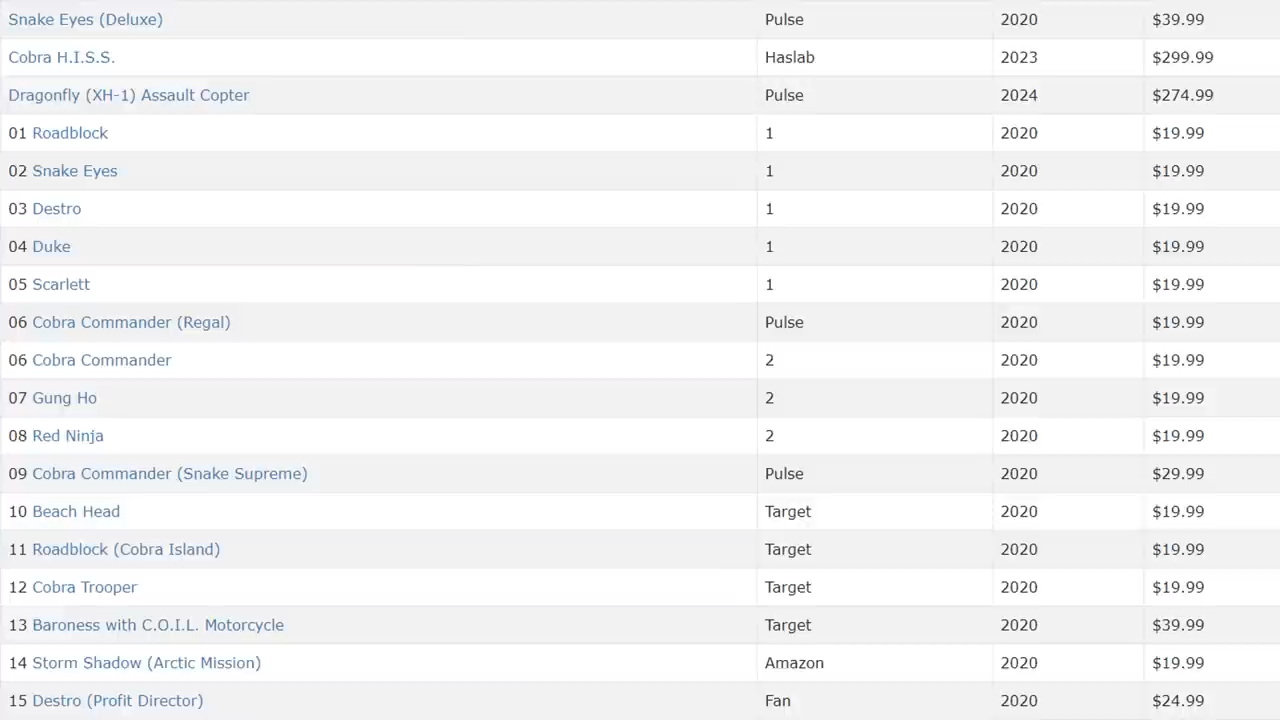 Snake Eyes (Deluxe) Pulse 2020 $39.99
Cobra H.I.S.S. Haslab 2023 $299.99
Dragonfly (XH-1) Assault Copter Pulse 2024 $274.99
01 Roadblock 1 2020 $19.99
02 Snake Eyes 1 2020 $19.99
03 Destro 1 2020 $19.99
04 Duke 1 2020 $19.99
05 Scarlett 1 2020 $19.99
06 Cobra Commander (Regal) Pulse 2020 $19.99
06 Cobra Commander 2 2020 $19.99
07 Gung Ho 2 2020 $19.99
08 Red Ninja 2 2020 $19.99
09 Cobra Commander (Snake Supreme) Pulse 2020 $29.99
10 Beach Head Target 2020 $19.99
11 Roadblock (Cobra Island) Target 2020 $19.99
12 Cobra Trooper Target 2020 $19.99
13 Baroness with C.O.I.L. Motorcycle Target 2020 $39.99
14 Storm Shadow (Arctic Mission) Amazon 2020 $19.99
15 Destro (Profit Director) Fan 2020 $24.99